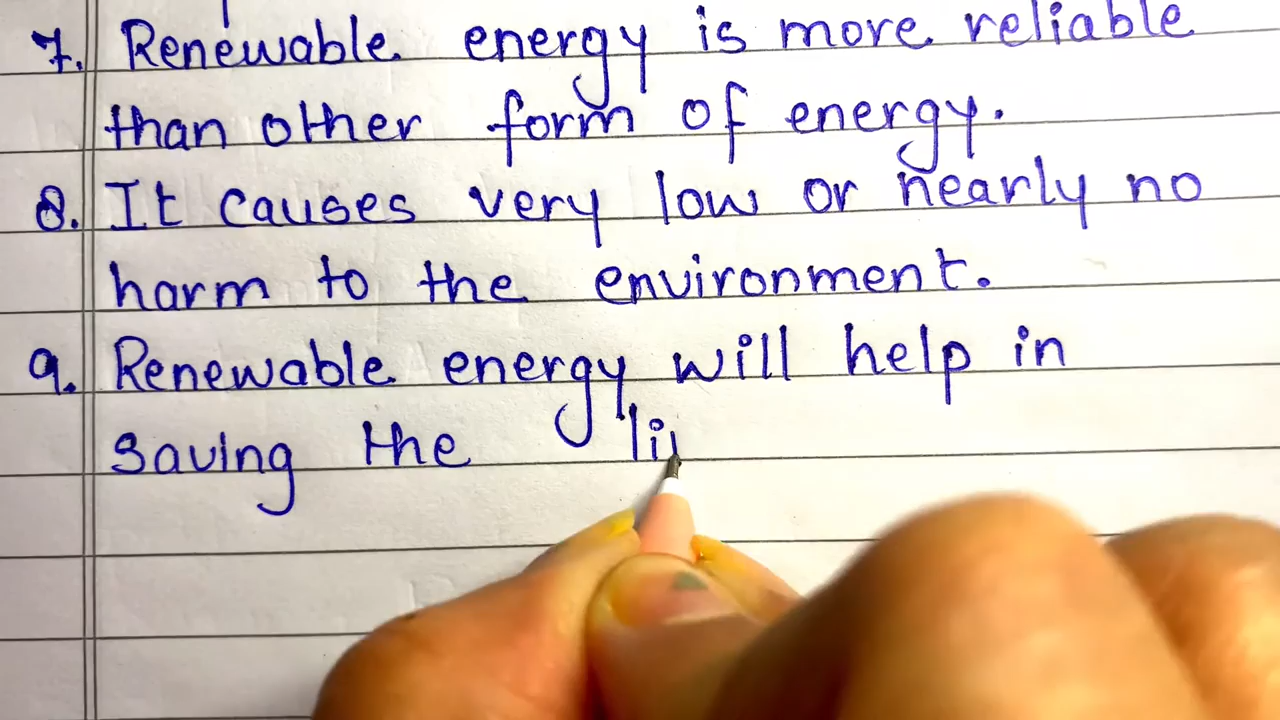 7. Renewable energy is more reliable
than other form of energy.
8. It causes very low or nearly no
harm to the environment.
9. Renewable energy will help in
saving the